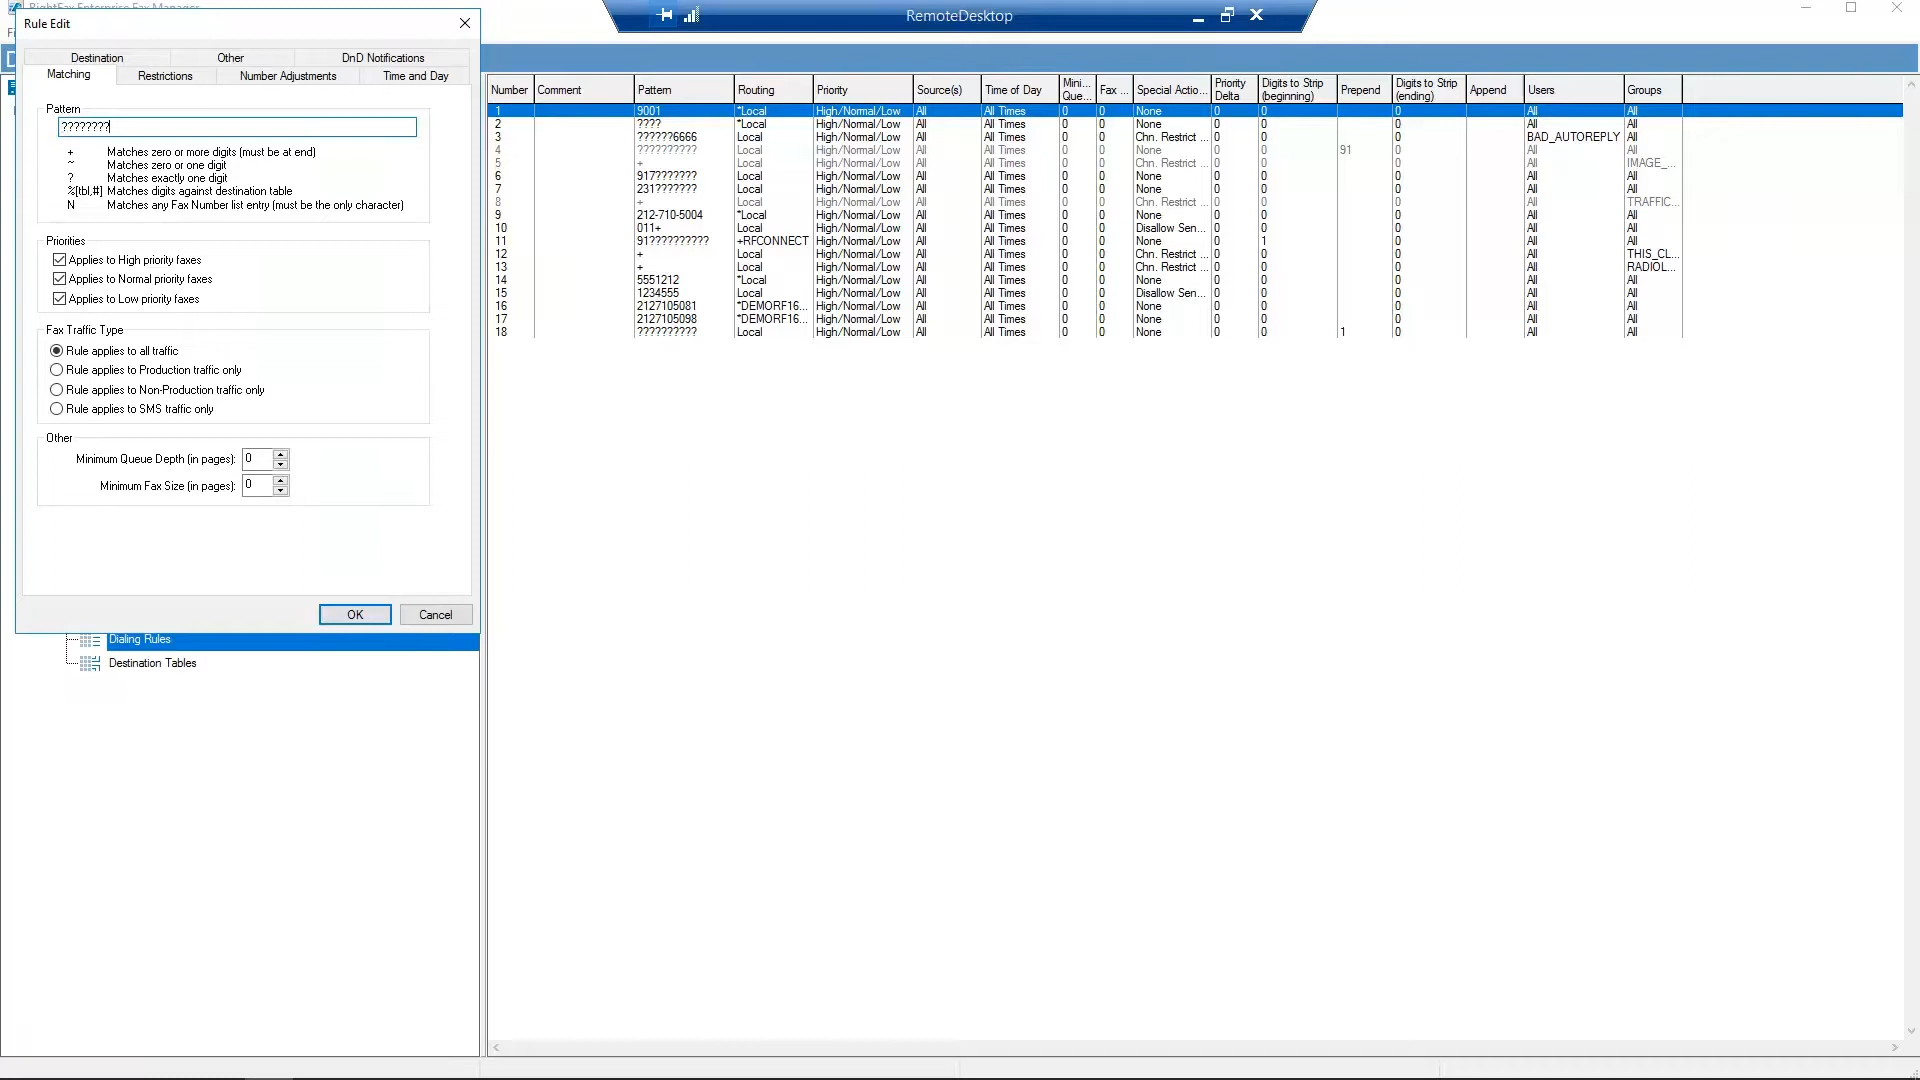 RightFax Enterprise Fax Manager
Rule Edit
RemoteDesktop
Destination Other DnD Notifications
Matching Restrictions Number Adjustments Time and Day
Pattern
????????
+ Matches zero or more digits (must be at end)
~ Matches zero or one digit
? Matches exactly one digit
%[tbl,#] Matches digits against destination table
N Matches any Fax Number list entry (must be the only character)
Priorities
Applies to High priority faxes
Applies to Normal priority faxes
Applies to Low priority faxes
Fax Traffic Type
Rule applies to all traffic
Rule applies to Production traffic only
Rule applies to Non-Production traffic only
Rule applies to SMS traffic only
Other
Minimum Queue Depth (in pages): 0
Minimum Fax Size (in pages): 0
OK Cancel
Dialing Rules
Destination Tables
Number Comment Pattern Routing Priority Source(s) Time of Day Mini... Que... Fax ... Special Actio... Priority Delta Digits to Strip (beginning) Prepend Digits to Strip (ending) Append Users Groups
1 9001 *Local High/Normal/Low All All Times 0 0 None 0 0 0 All All
2 ???? *Local High/Normal/Low All All Times 0 0 None 0 0 0 All All
3 ??????6666 Local High/Normal/Low All All Times 0 0 Chn. Restrict ... 0 0 0 BAD_AUTOREPLY All
4 ?????????? Local High/Normal/Low All All Times 0 0 None 0 0 91 0 All All
5 + Local High/Normal/Low All All Times 0 0 Chn. Restrict ... 0 0 0 All IMAGE_...
6 917??????? Local High/Normal/Low All All Times 0 0 None 0 0 0 All All
7 231??????? Local High/Normal/Low All All Times 0 0 None 0 0 0 All All
8 + Local High/Normal/Low All All Times 0 0 Chn. Restrict ... 0 0 0 All TRAFFIC...
9 212-710-5004 *Local High/Normal/Low All All Times 0 0 None 0 0 0 All All
10 011+ Local High/Normal/Low All All Times 0 0 Disallow Sen... 0 0 0 All All
11 91?????????? +RFCONNECT High/Normal/Low All All Times 0 0 None 0 1 0 All All
12 + Local High/Normal/Low All All Times 0 0 Chn. Restrict ... 0 0 0 All THIS_CL...
13 + Local High/Normal/Low All All Times 0 0 Chn. Restrict ... 0 0 0 All RADIOL...
14 5551212 *Local High/Normal/Low All All Times 0 0 None 0 0 0 All All
15 1234555 Local High/Normal/Low All All Times 0 0 Disallow Sen... 0 0 0 All All
16 2127105081 *DEMORF16... High/Normal/Low All All Times 0 0 None 0 0 0 All All
17 2127105098 *DEMORF16... High/Normal/Low All All Times 0 0 None 0 0 0 All All
18 ?????????? Local High/Normal/Low All All Times 0 0 None 0 0 1 0 All All